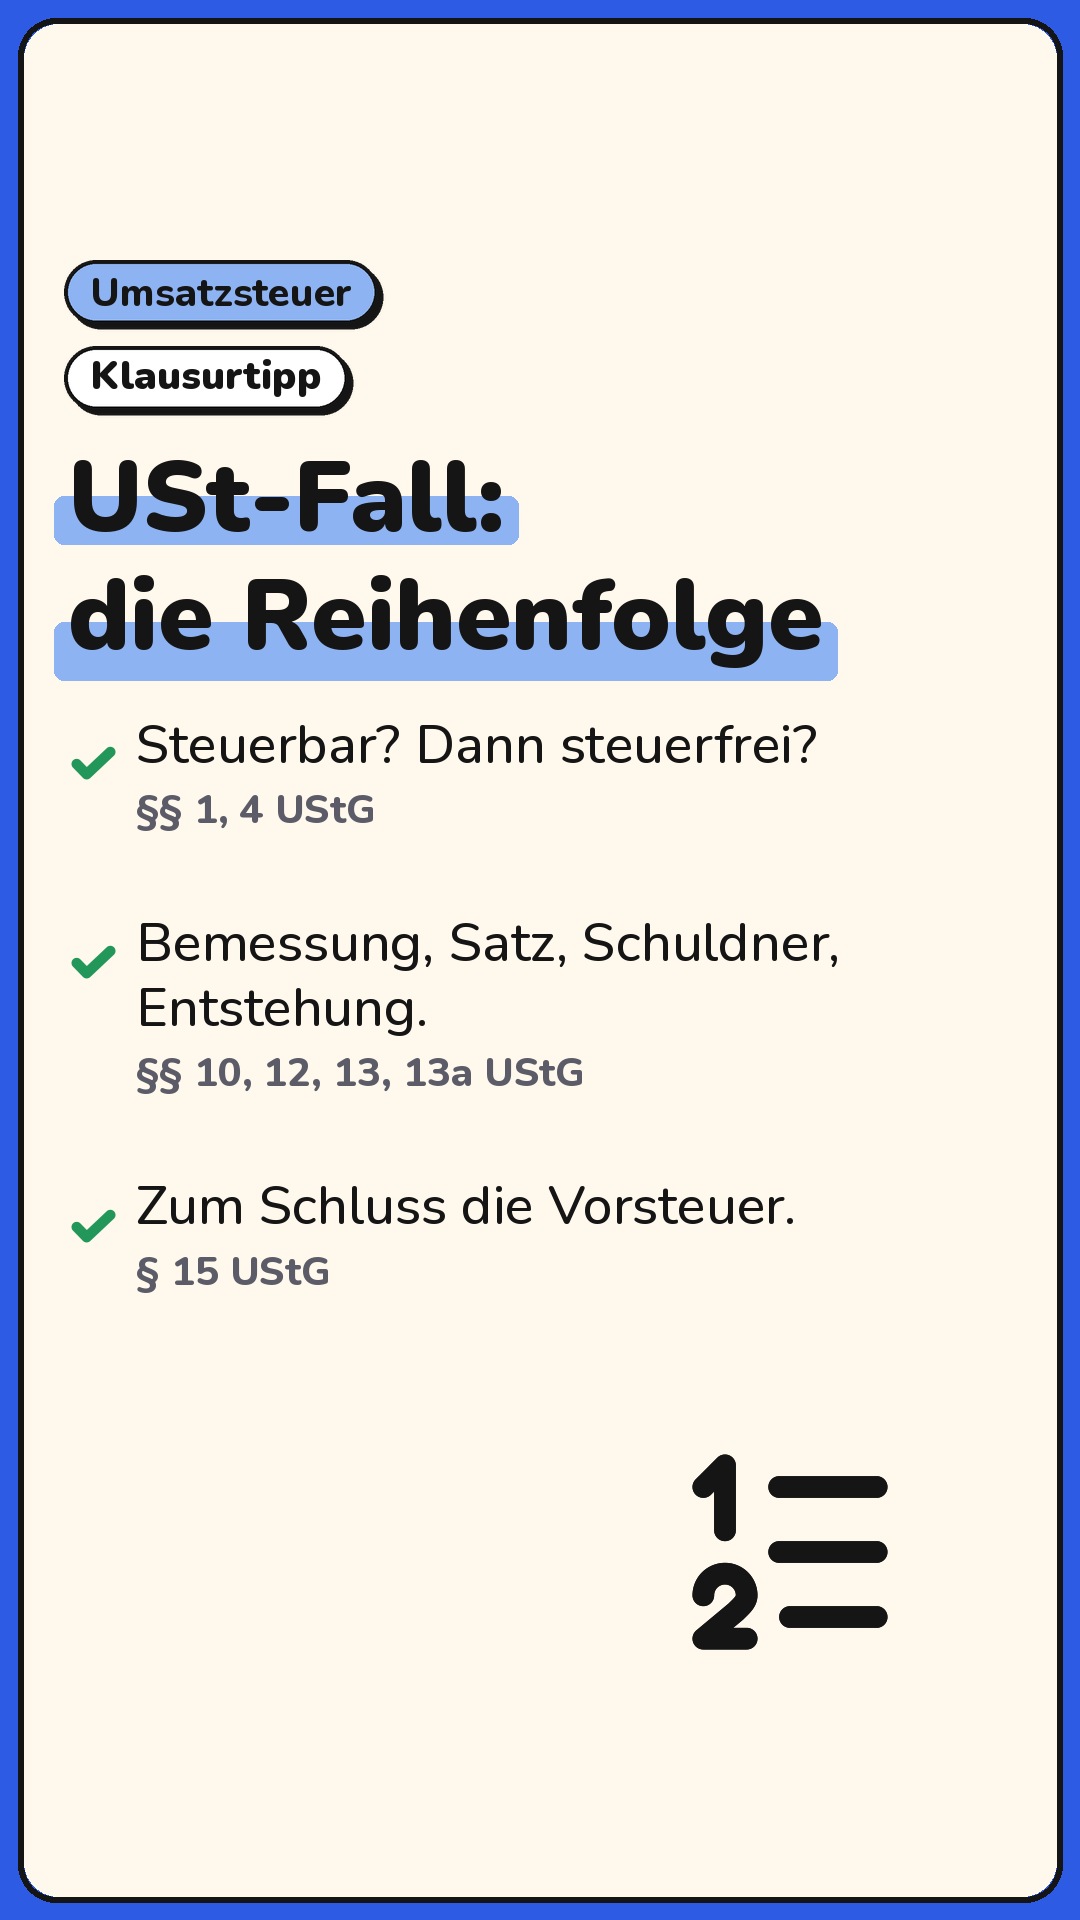 Umsatzsteuer
Klausurtipp
USt-Fall:
die Reihenfolge
Steuerbar? Dann steuerfrei?
§§ 1, 4 UStG
Bemessung, Satz, Schuldner,
Entstehung.
§§ 10, 12, 13, 13a UStG
Zum Schluss die Vorsteuer.
§ 15 UStG
1
2